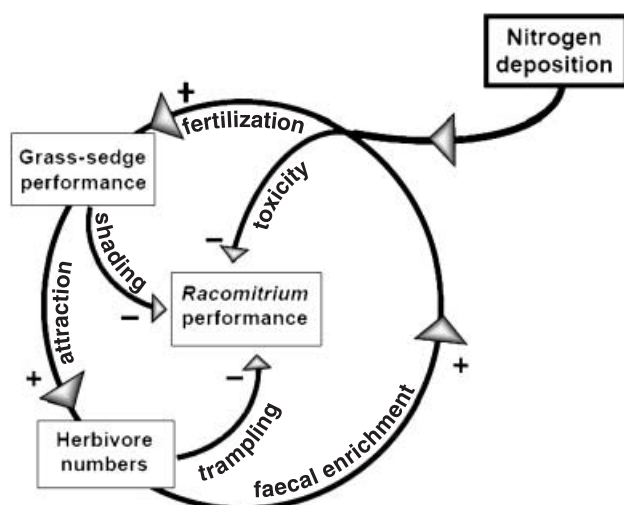 Nitrogen
deposition
+
fertilization
Grass-sedge
performance
toxicity
shading
−
Racomitrium
performance
−
attraction
+
−
+
trampling
Herbivore
numbers
faecal enrichment